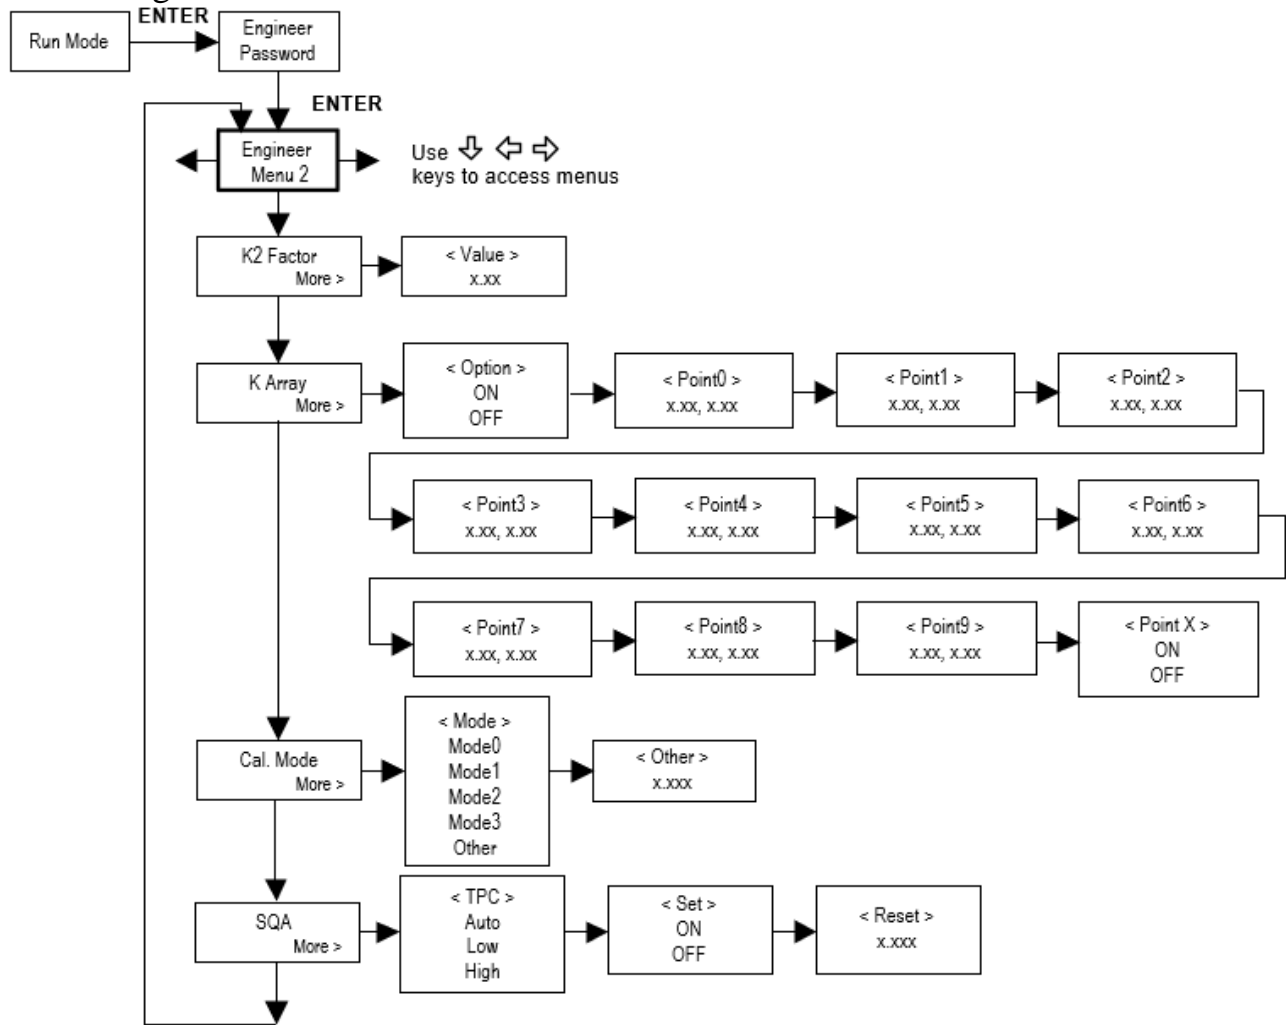 ENTER
Run Mode
Engineer
Password
ENTER
Engineer
Menu 2
Use
keys to access menus
K2 Factor
More >
< Value >
x.xx
K Array
More >
< Option >
ON
OFF
< Point0 >
x.xx, x.xx
< Point1 >
x.xx, x.xx
< Point2 >
x.xx, x.xx
< Point3 >
x.xx, x.xx
< Point4 >
x.xx, x.xx
< Point5 >
x.xx, x.xx
< Point6 >
x.xx, x.xx
< Point7 >
x.xx, x.xx
< Point8 >
x.xx, x.xx
< Point9 >
x.xx, x.xx
< Point X >
ON
OFF
Cal. Mode
More >
< Mode >
Mode0
Mode1
Mode2
Mode3
Other
< Other >
x.xxx
SQA
More >
< TPC >
Auto
Low
High
< Set >
ON
OFF
< Reset >
x.xxx